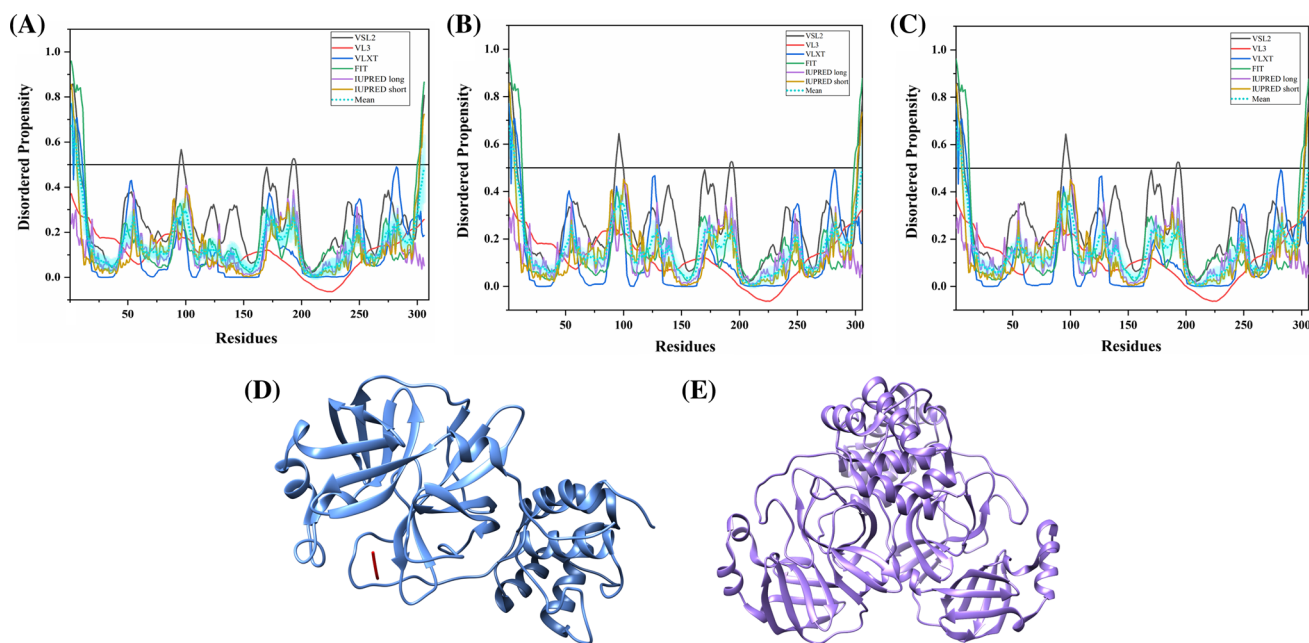 (A)
Disordered Propensity
1.0
0.8
0.6
0.4
0.2
0.0
50
100
150
200
250
300
Residues
VSL2
VL3
VLXT
FIT
IUPRED long
IUPRED short
Mean
(B)
Disordered Propensity
1.0
0.8
0.6
0.4
0.2
0.0
50
100
150
200
250
300
Residues
VSL2
VL3
VLXT
FIT
IUPRED long
IUPRED short
Mean
(C)
Disordered Propensity
1.0
0.8
0.6
0.4
0.2
0.0
50
100
150
200
250
300
Residues
VSL2
VL3
VLXT
FIT
IUPRED long
IUPRED short
Mean
(D)
(E)